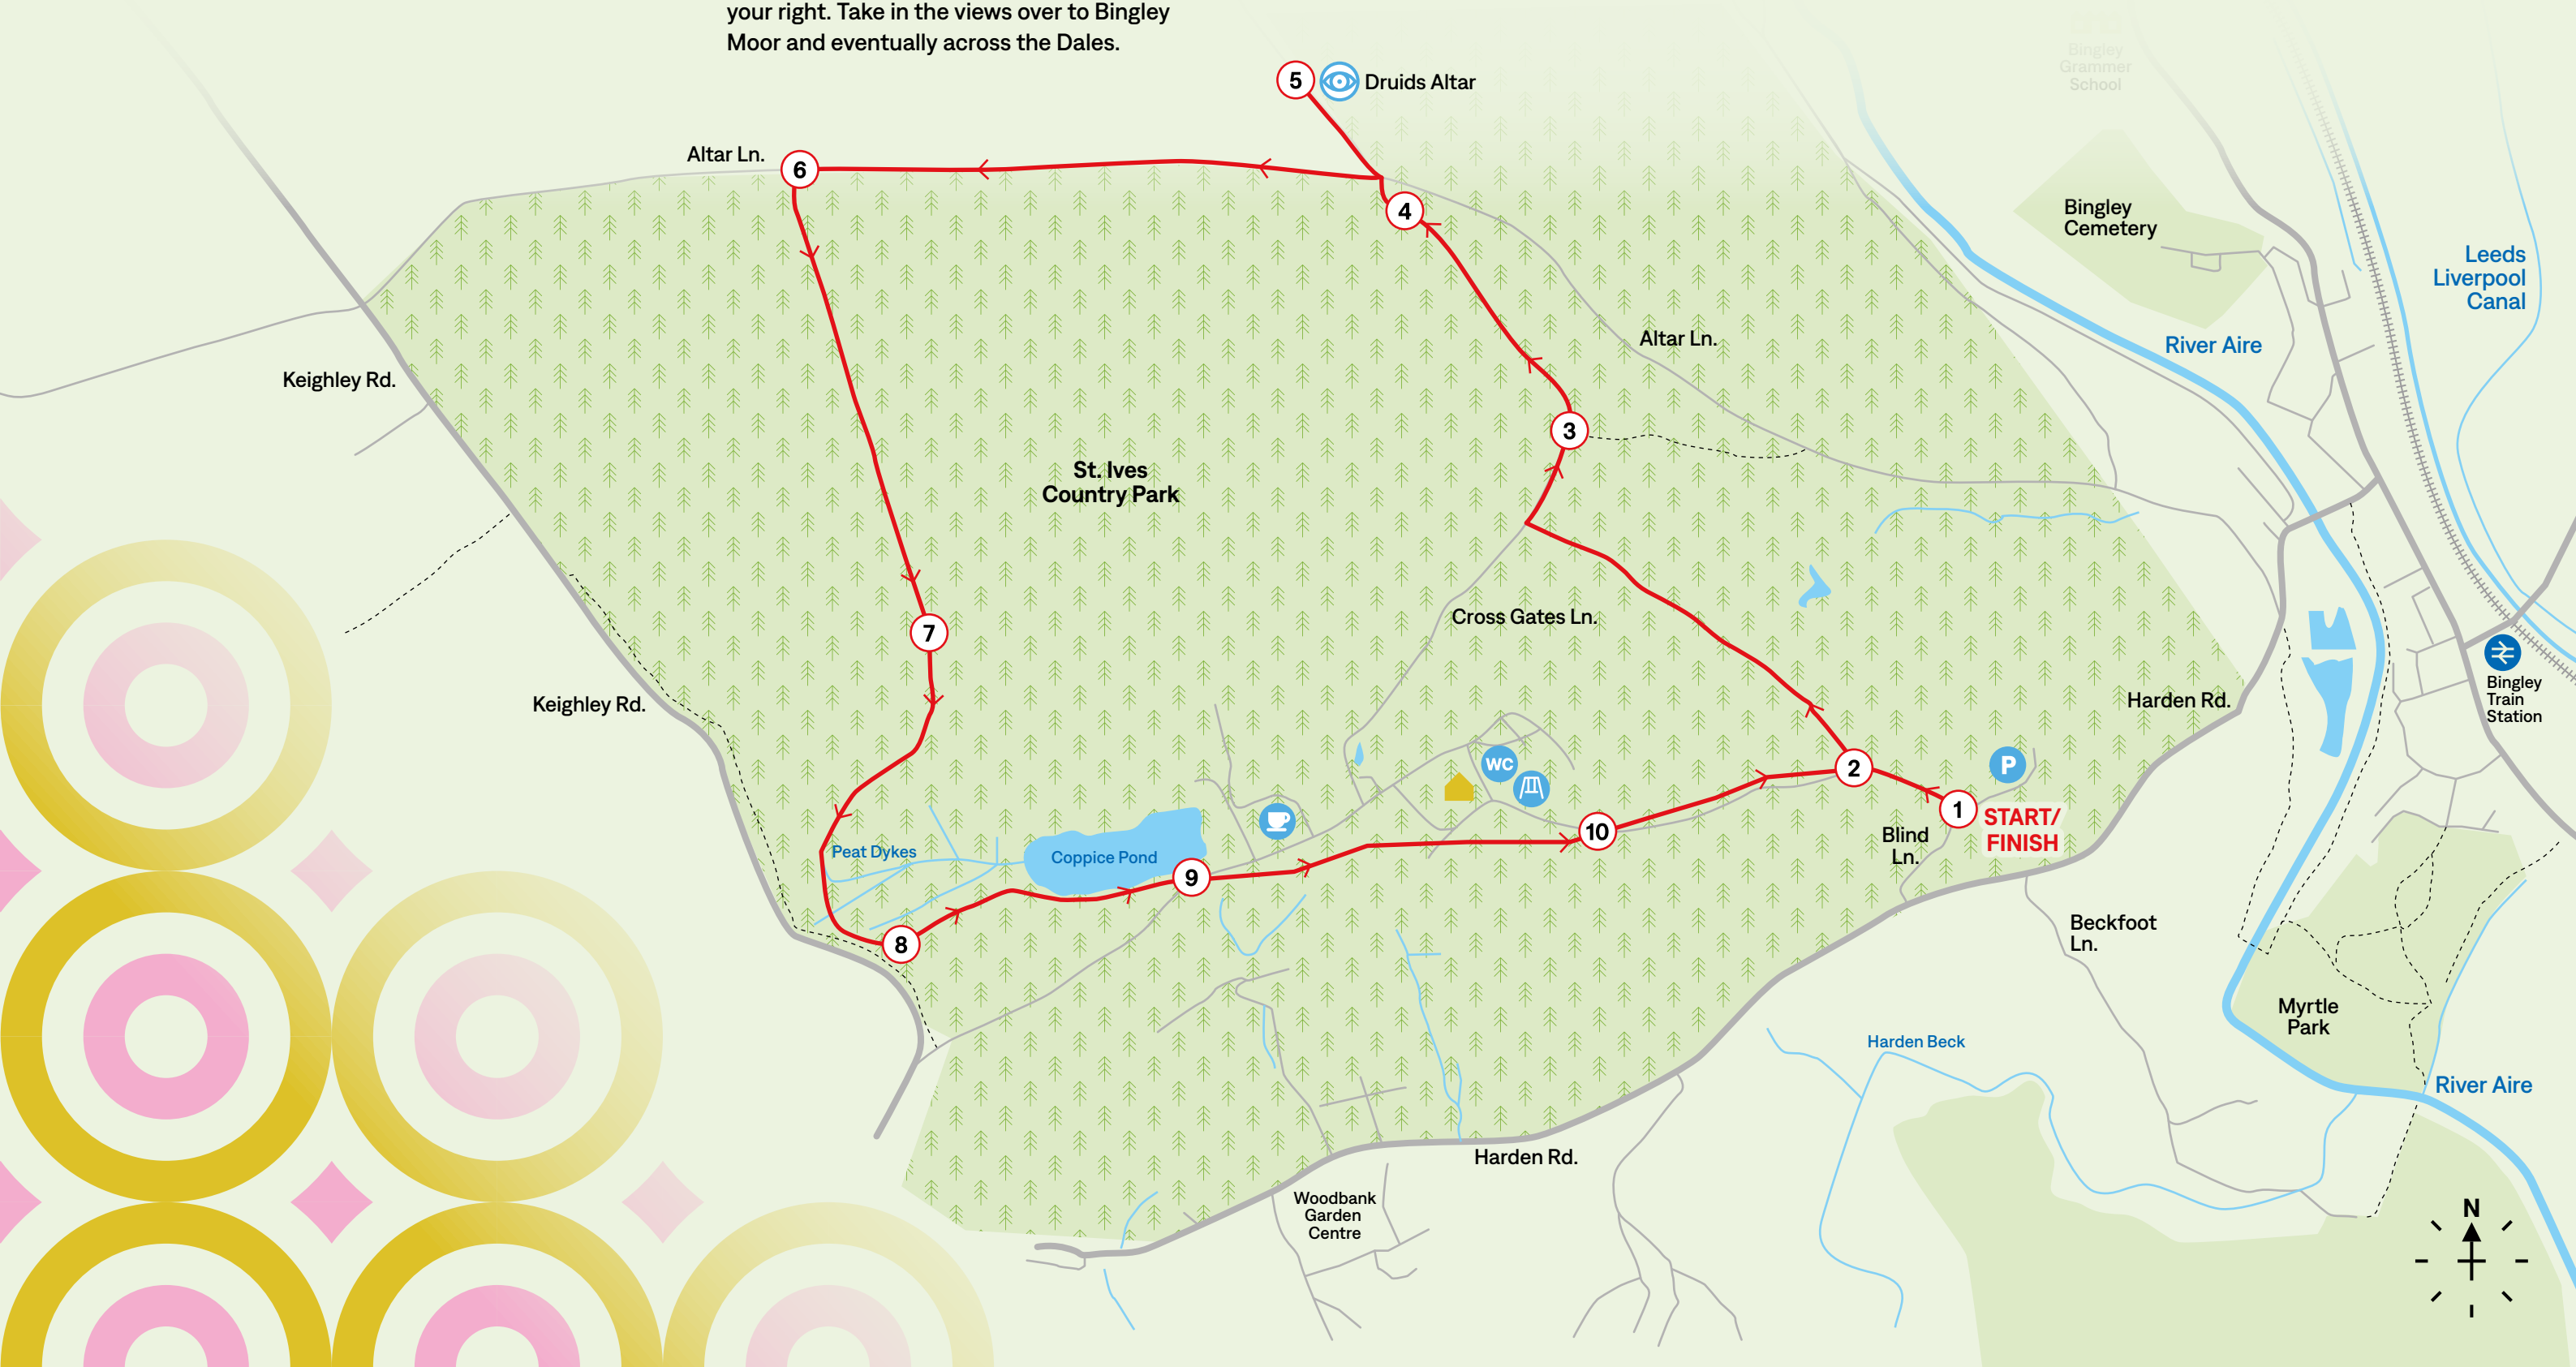 your right. Take in the views over to Bingley
Moor and eventually across the Dales.
Bingley
Grammer
School
5
Druids Altar
Altar Ln.
6
4
Bingley
Cemetery
Leeds
Liverpool
Canal
River Aire
Altar Ln.
Keighley Rd.
3
St. Ives
Country Park
Cross Gates Ln.
7
Keighley Rd.
Harden Rd.
Bingley
Train
Station
WC
P
2
1
START/
FINISH
10
Blind
Ln.
Peat Dykes
Coppice Pond
9
8
Beckfoot
Ln.
Myrtle
Park
Harden Beck
River Aire
Harden Rd.
Woodbank
Garden
Centre
N